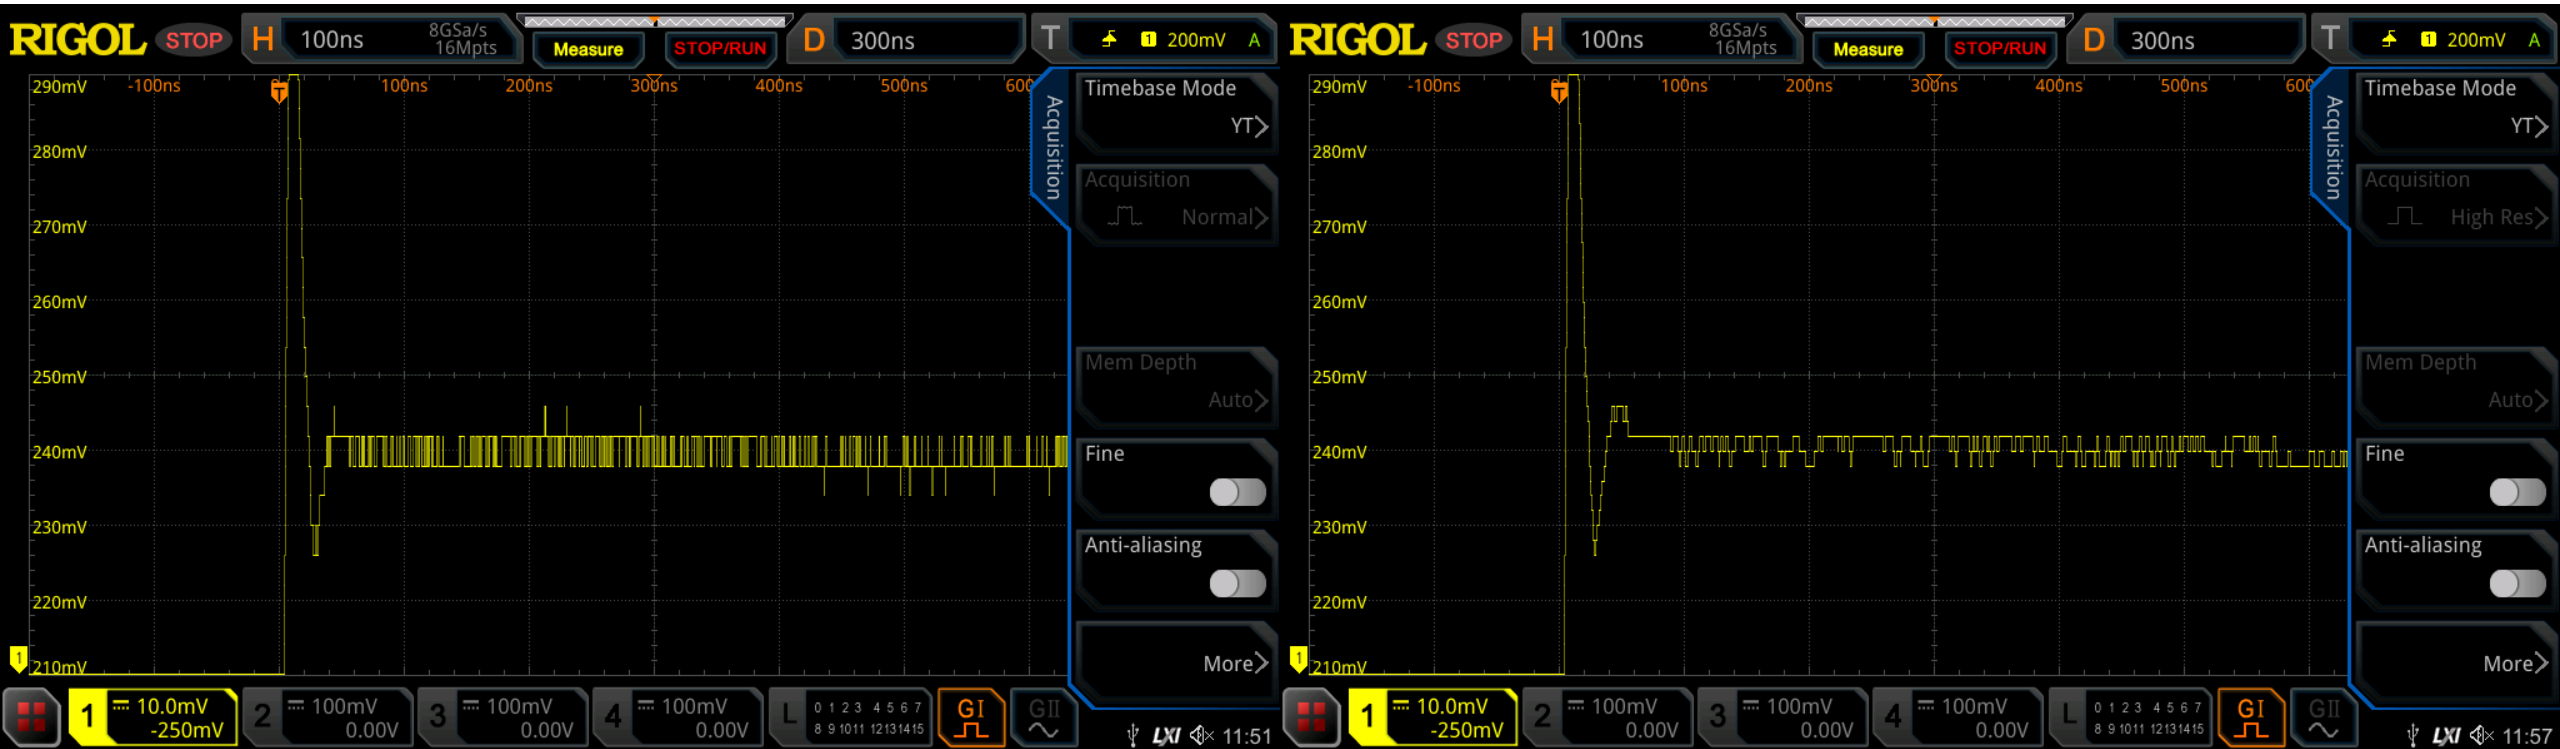 RIGOL STOP H 100ns 8GSa/s 16Mpts Measure STOP/RUN D 300ns T 1 200mV A
290mV -100ns T 100ns 200ns 300ns 400ns 500ns 600
280mV
270mV
260mV
250mV
240mV
230mV
220mV
1 210mV
Acquisition
Timebase Mode
YT>
Acquisition
Normal>
Mem Depth
Auto>
Fine
Anti-aliasing
More>
1 10.0mV -250mV
2 100mV 0.00V
3 100mV 0.00V
4 100mV 0.00V
L 0 1 2 3 4 5 6 7
8 9 10 11 12 13 14 15
GI
GII
LXI 11:51
RIGOL STOP H 100ns 8GSa/s 16Mpts Measure STOP/RUN D 300ns T 1 200mV A
290mV -100ns T 100ns 200ns 300ns 400ns 500ns 600
280mV
270mV
260mV
250mV
240mV
230mV
220mV
1 210mV
Acquisition
Timebase Mode
YT>
Acquisition
High Res>
Mem Depth
Auto>
Fine
Anti-aliasing
More>
1 10.0mV -250mV
2 100mV 0.00V
3 100mV 0.00V
4 100mV 0.00V
L 0 1 2 3 4 5 6 7
8 9 10 11 12 13 14 15
GI
GII
LXI 11:57